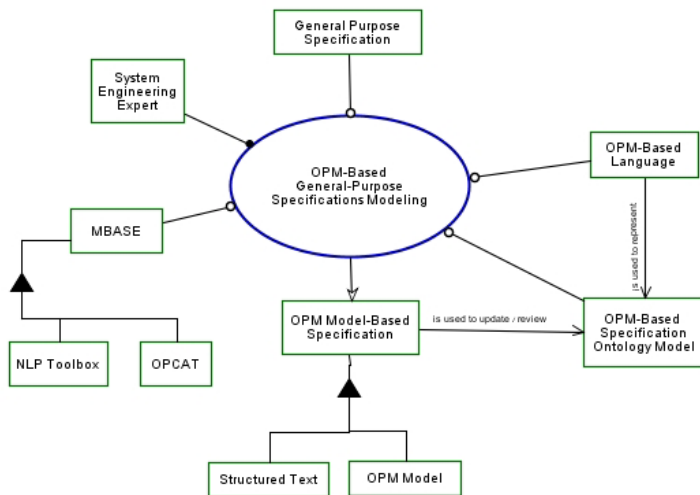 General Purpose
Specification
System
Engineering
Expert
OPM-Based
General-Purpose
Specifications Modeling
OPM-Based
Language
MBASE
is used to represent
OPM Model-Based
Specification
is used to update / review
OPM-Based
Specification
Ontology Model
NLP Toolbox
OPCAT
Structured Text
OPM Model